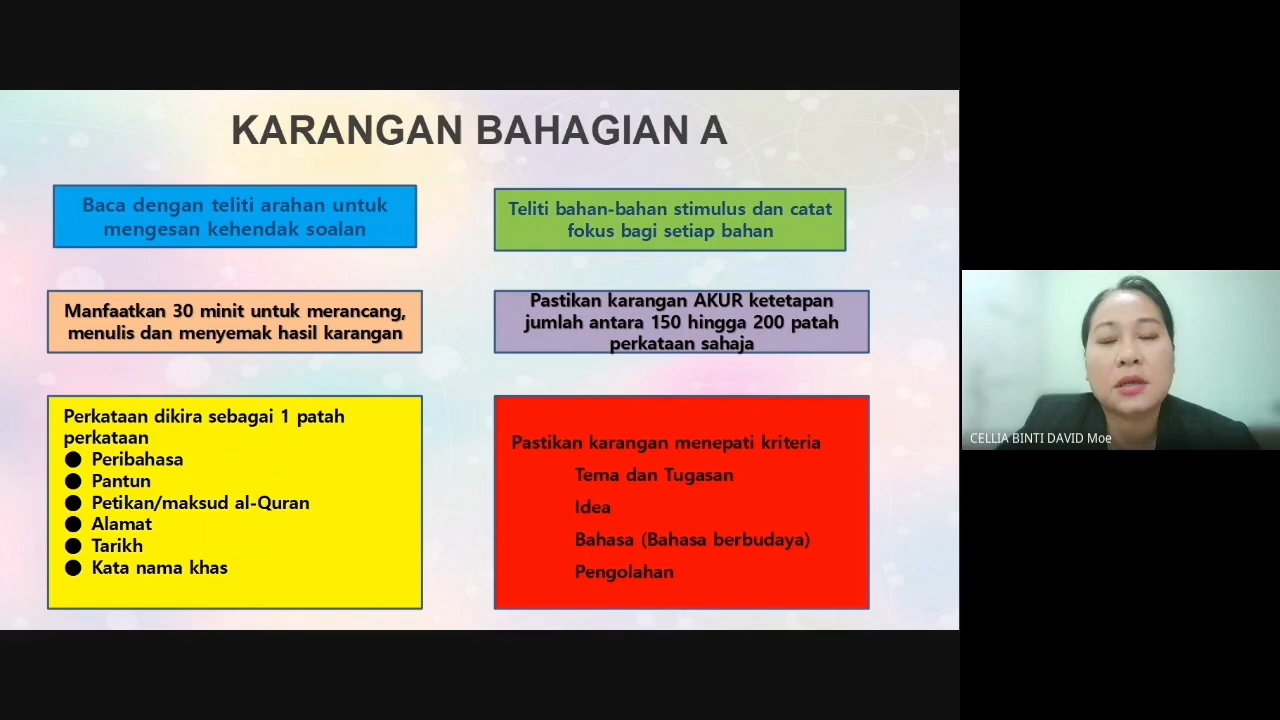 KARANGAN BAHAGIAN A
Baca dengan teliti arahan untuk
mengesan kehendak soalan
Teliti bahan-bahan stimulus dan catat
fokus bagi setiap bahan
Manfaatkan 30 minit untuk merancang,
menulis dan menyemak hasil karangan
Pastikan karangan AKUR ketetapan
jumlah antara 150 hingga 200 patah
perkataan sahaja
Perkataan dikira sebagai 1 patah
perkataan
● Peribahasa
● Pantun
● Petikan/maksud al-Quran
● Alamat
● Tarikh
● Kata nama khas
Pastikan karangan menepati kriteria
Tema dan Tugasan
Idea
Bahasa (Bahasa berbudaya)
Pengolahan
CELLIA BINTI DAVID Moe